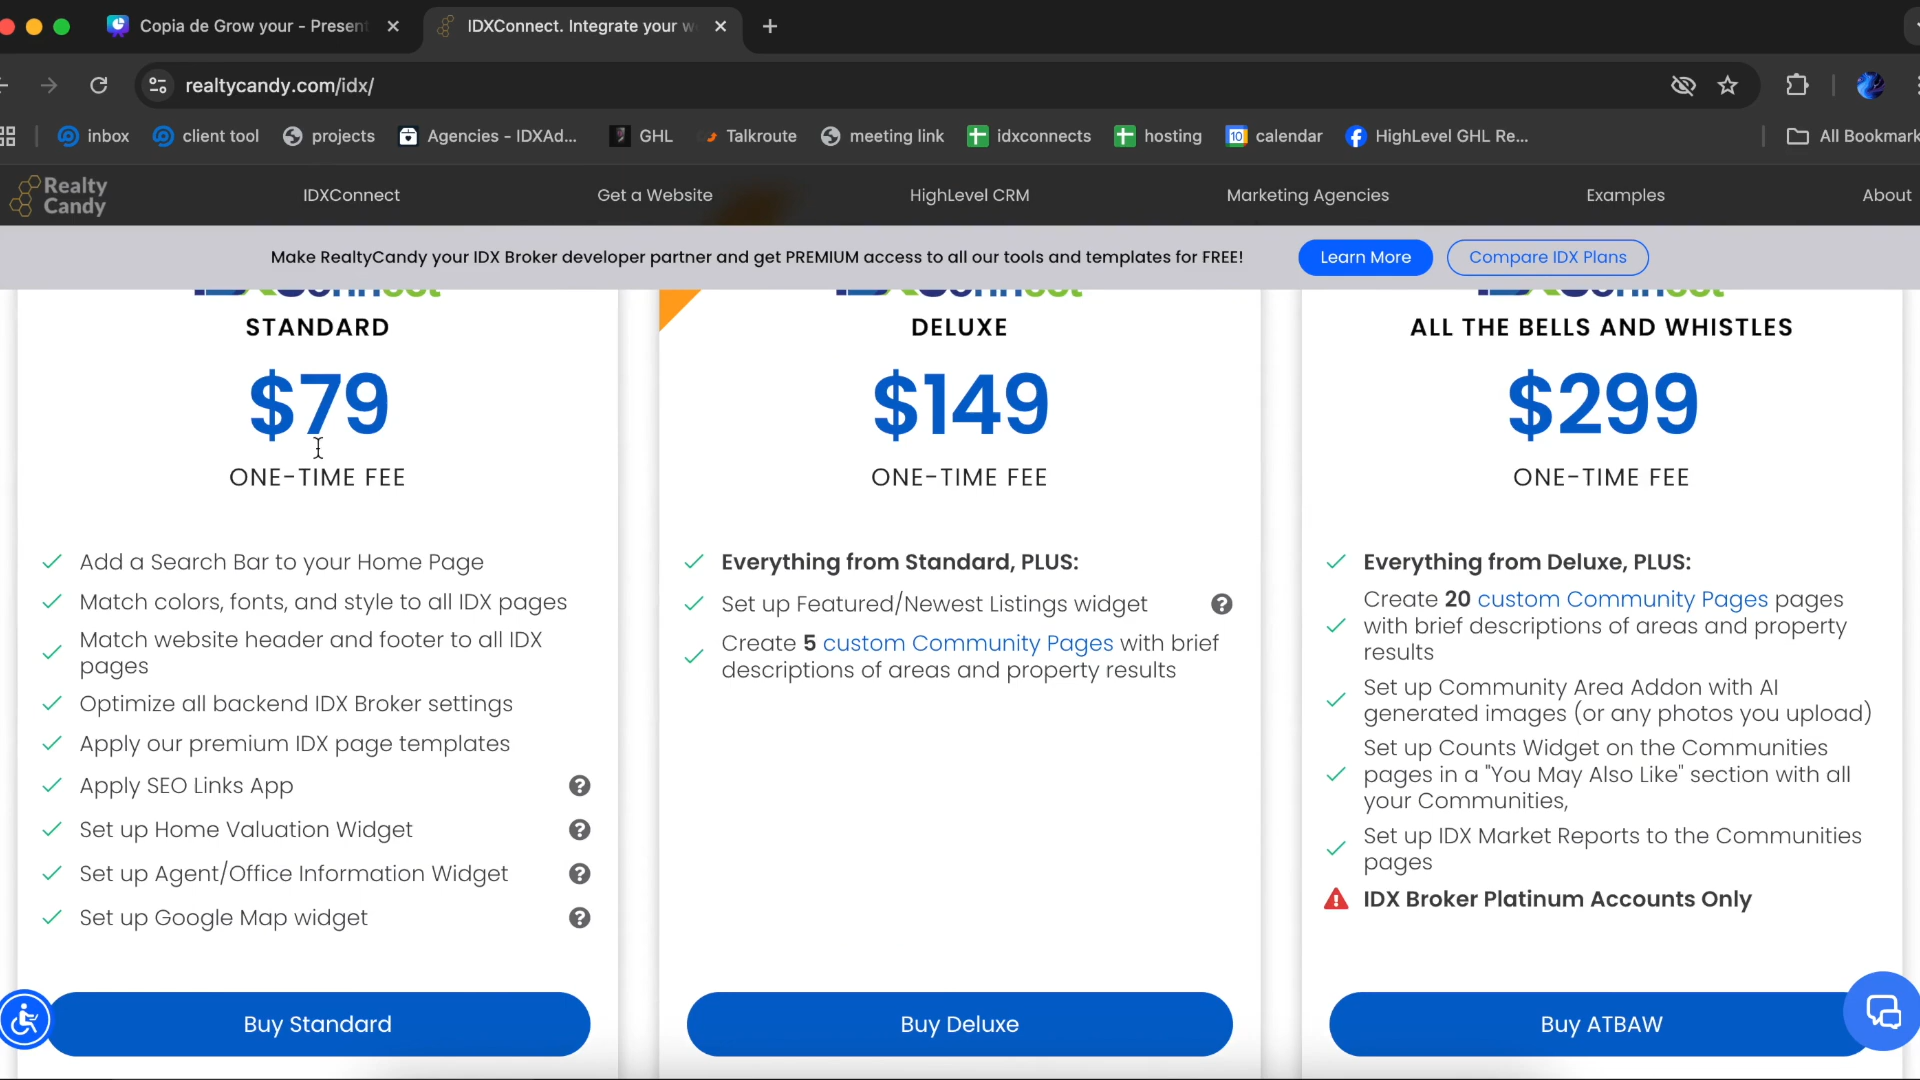 Copia de Grow your - Present
IDXConnect. Integrate your w
realtycandy.com/idx/
inbox
client tool
projects
Agencies - IDXAd...
GHL
Talkroute
meeting link
idxconnects
hosting
10
calendar
HighLevel GHL Re...
All Bookmark
Realty
Candy
IDXConnect
Get a Website
HighLevel CRM
Marketing Agencies
Examples
About
Make RealtyCandy your IDX Broker developer partner and get PREMIUM access to all our tools and templates for FREE!
Learn More
Compare IDX Plans
STANDARD
$79
ONE-TIME FEE
Add a Search Bar to your Home Page
Match colors, fonts, and style to all IDX pages
Match website header and footer to all IDX
pages
Optimize all backend IDX Broker settings
Apply our premium IDX page templates
Apply SEO Links App
Set up Home Valuation Widget
Set up Agent/Office Information Widget
Set up Google Map widget
Buy Standard
DELUXE
$149
ONE-TIME FEE
Everything from Standard, PLUS:
Set up Featured/Newest Listings widget
Create 5 custom Community Pages with brief
descriptions of areas and property results
Buy Deluxe
ALL THE BELLS AND WHISTLES
$299
ONE-TIME FEE
Everything from Deluxe, PLUS:
Create 20 custom Community Pages pages
with brief descriptions of areas and property
results
Set up Community Area Addon with AI
generated images (or any photos you upload)
Set up Counts Widget on the Communities
pages in a "You May Also Like" section with all
your Communities,
Set up IDX Market Reports to the Communities
pages
IDX Broker Platinum Accounts Only
Buy ATBAW